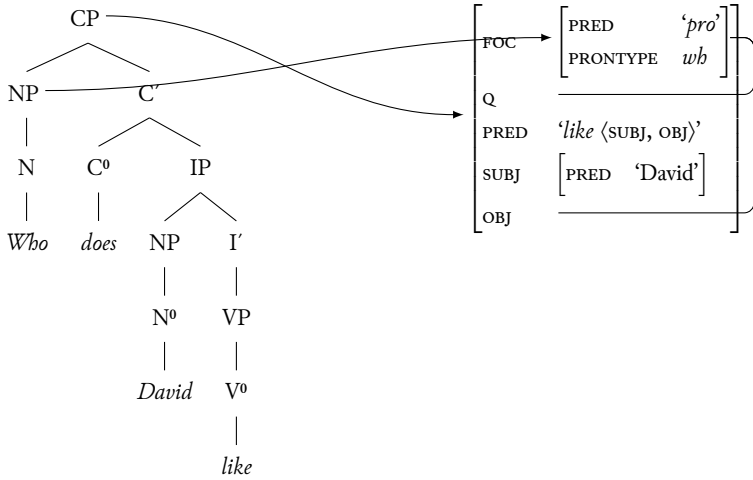 CP
NP C′
N C⁰ IP
Who does NP I′
N⁰ VP
David V⁰
like
FOC
PRED ‘pro’
PRONTYPE wh
Q
PRED ‘like ⟨SUBJ, OBJ⟩’
SUBJ PRED ‘David’
OBJ